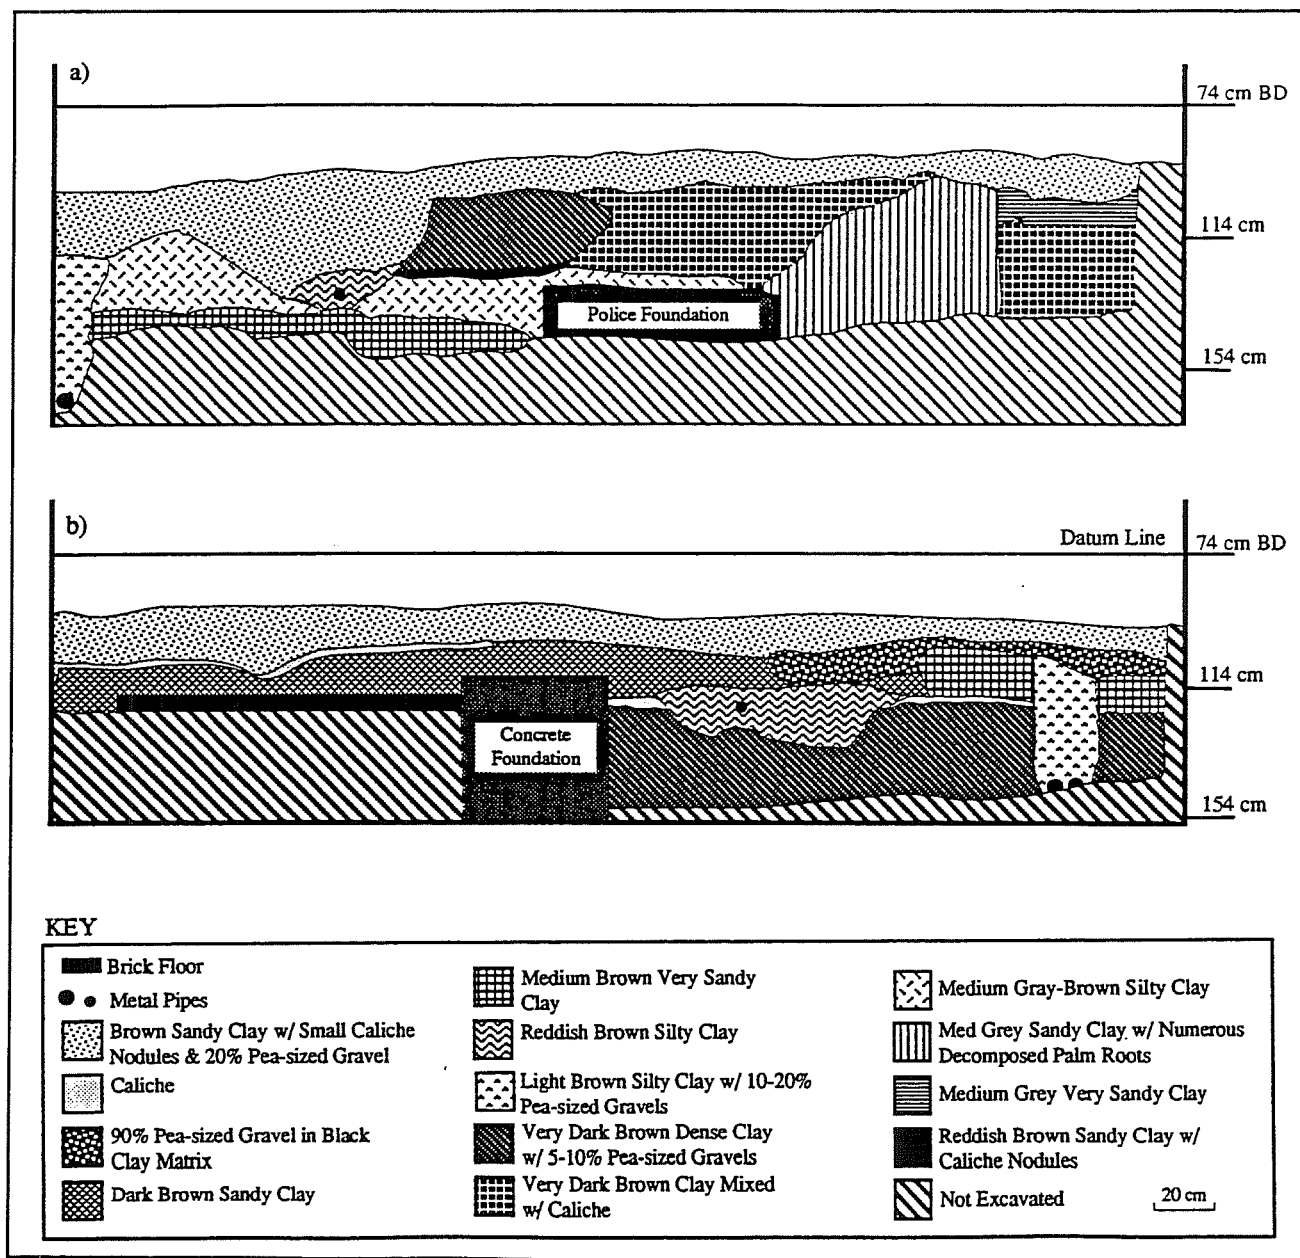 a)
74 cm BD
114 cm
Police Foundation
154 cm
b)
Datum Line
74 cm BD
114 cm
Concrete
Foundation
154 cm
KEY
Brick Floor
Metal Pipes
Brown Sandy Clay w/ Small Caliche
Nodules & 20% Pea-sized Gravel
Caliche
90% Pea-sized Gravel in Black
Clay Matrix
Dark Brown Sandy Clay
Medium Brown Very Sandy
Clay
Reddish Brown Silty Clay
Light Brown Silty Clay w/ 10-20%
Pea-sized Gravels
Very Dark Brown Dense Clay
w/ 5-10% Pea-sized Gravels
Very Dark Brown Clay Mixed
w/ Caliche
Medium Gray-Brown Silty Clay
Med Grey Sandy Clay w/ Numerous
Decomposed Palm Roots
Medium Grey Very Sandy Clay
Reddish Brown Sandy Clay w/
Caliche Nodules
Not Excavated
20 cm